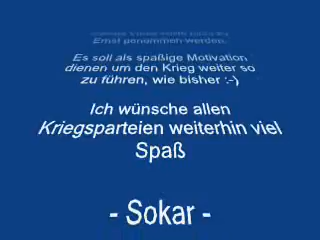 Ernst genommen werden.
Es soll als spaßige Motivation
dienen um den Krieg weiter so
zu führen, wie bisher :-)
Ich wünsche allen
Kriegsparteien weiterhin viel
Spaß
- Sokar -